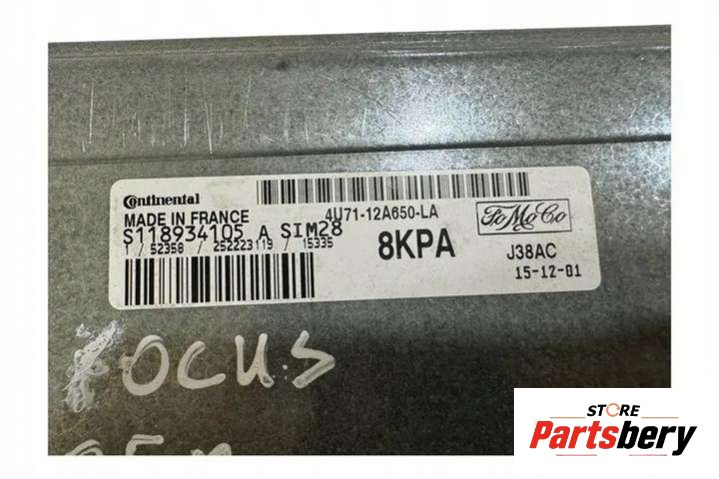 Continental
MADE IN FRANCE
4U71-12A650-LA
FoMoCo
S118934105 A SIM28
8KPA
1 / 52358 / 252223119 / 15335
J38AC
15-12-01
FOCUS
STORE
Partsbery